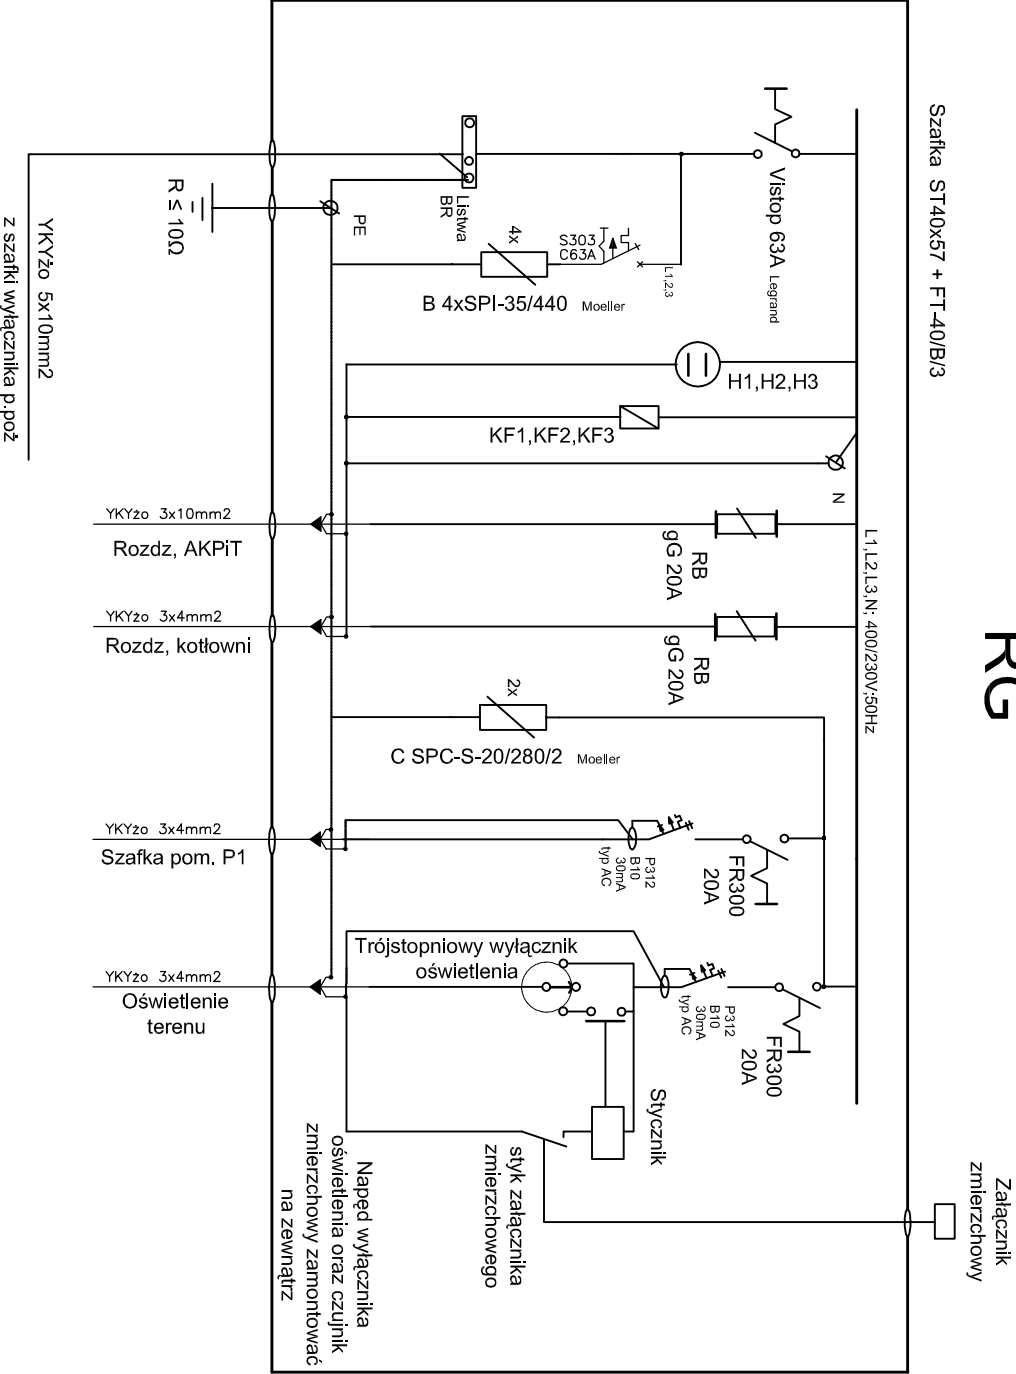 RG
Szafka ST40x57 + FT-40/B/3
Załącznik
zmierzchowy
L1,L2,L3,N; 400/230V;50Hz
Vistop 63A Legrand
Listwa
BR
PE
R ≤ 10Ω
YKYżo 5x10mm2
z szafki wyłącznika p.poż
4x
S303
C63A
L1,2,3
B 4xSPI-35/440 Moeller
H1,H2,H3
KF1,KF2,KF3
N
YKYżo 3x10mm2
Rozdz, AKPiT
RB
gG 20A
YKYżo 3x4mm2
Rozdz, kotłowni
RB
gG 20A
2x
C SPC-S-20/280/2 Moeller
YKYżo 3x4mm2
Szafka pom. P1
P312
B10
30mA
typ AC
FR300
20A
YKYżo 3x4mm2
Oświetlenie
terenu
Trójstopniowy wyłącznik
oświetlenia
P312
B10
30mA
typ AC
FR300
20A
Stycznik
styk załącznika
zmierzchowego
Napęd wyłącznika
oświetlenia oraz czujnik
zmierzchowy zamontować
na zewnątrz